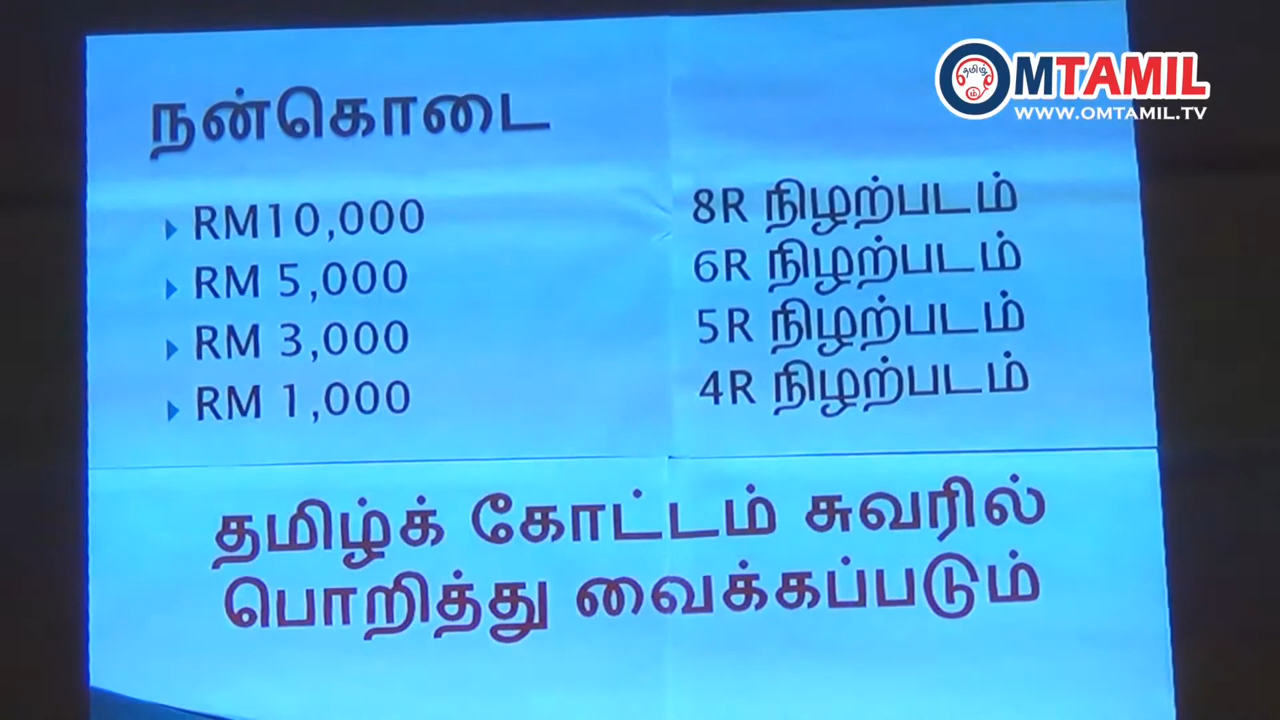 OMTAMIL
தமிழ்
WWW.OMTAMIL.TV
நன்கொடை
RM10,000 8R நிழற்படம்
RM 5,000 6R நிழற்படம்
RM 3,000 5R நிழற்படம்
RM 1,000 4R நிழற்படம்
தமிழ்க் கோட்டம் சுவரில்
பொறித்து வைக்கப்படும்